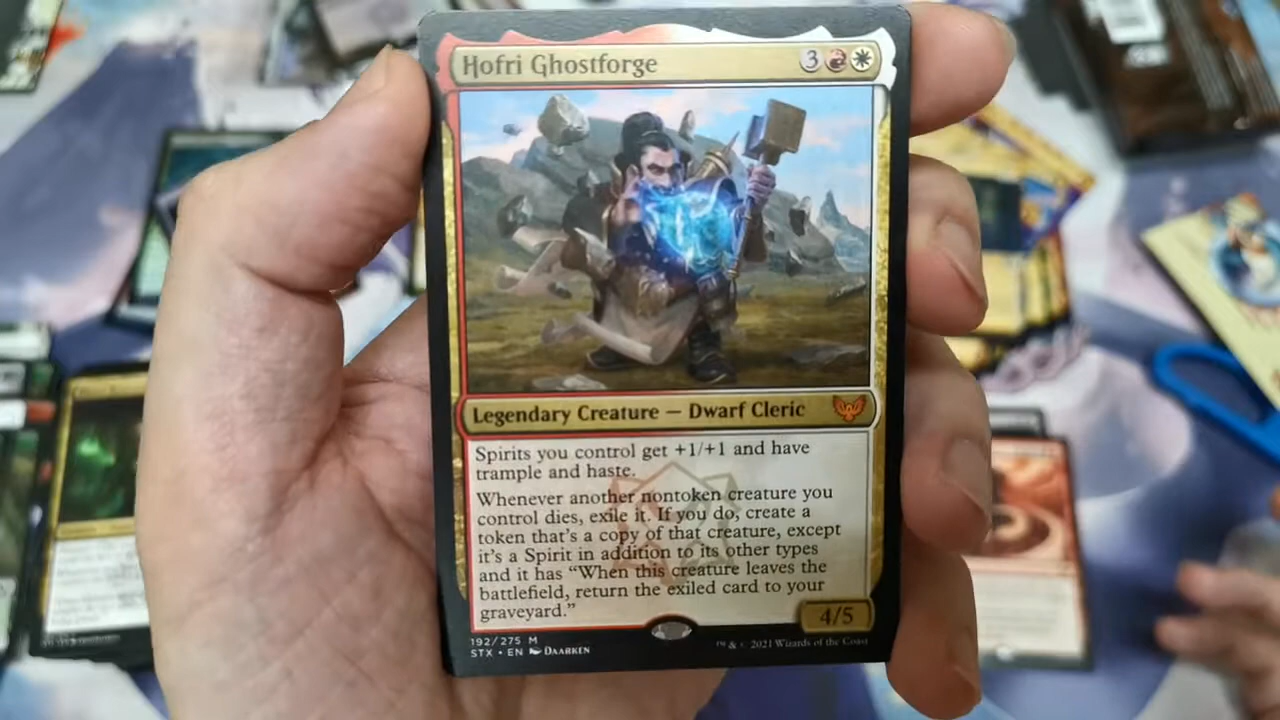 Hofri Ghostforge 3
Legendary Creature — Dwarf Cleric
Spirits you control get +1/+1 and have
trample and haste.
Whenever another nontoken creature you
control dies, exile it. If you do, create a
token that's a copy of that creature, except
it's a Spirit in addition to its other types
and it has “When this creature leaves the
battlefield, return the exiled card to your
graveyard.”
4/5
192/275 M
STX • EN DAARKEN
™ & © 2021 Wizards of the Coast